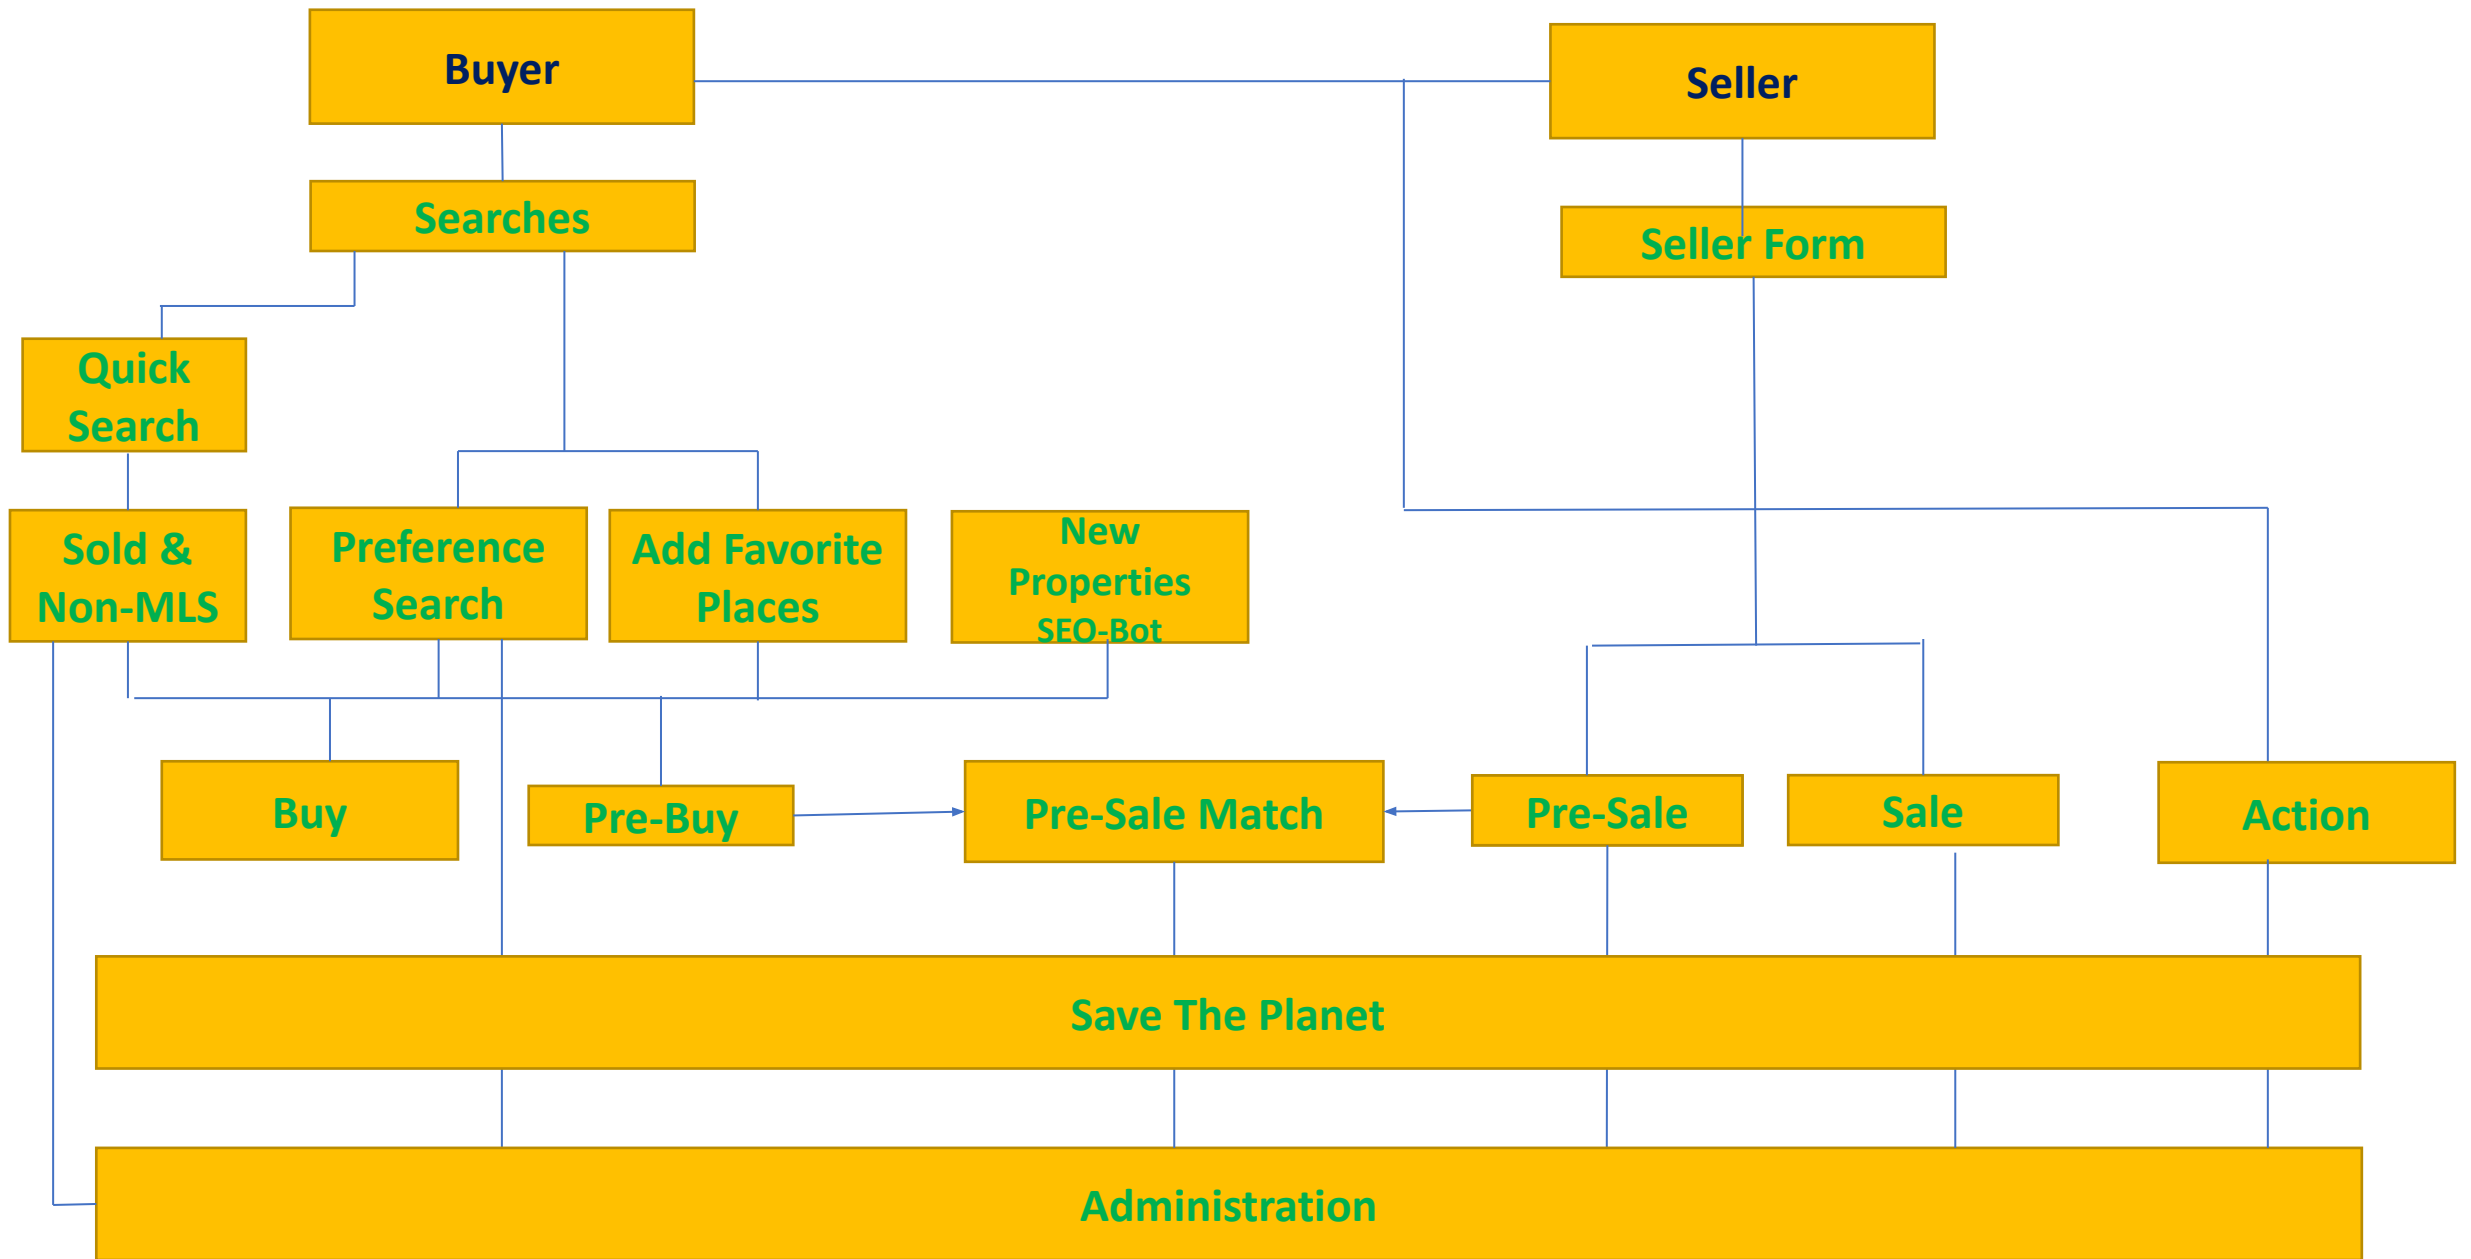 Buyer
Seller
Searches
Seller Form
Quick
Search
Sold &
Non-MLS
Preference
Search
Add Favorite
Places
New
Properties
SEO-Bot
Buy
Pre-Buy
Pre-Sale Match
Pre-Sale
Sale
Action
Save The Planet
Administration